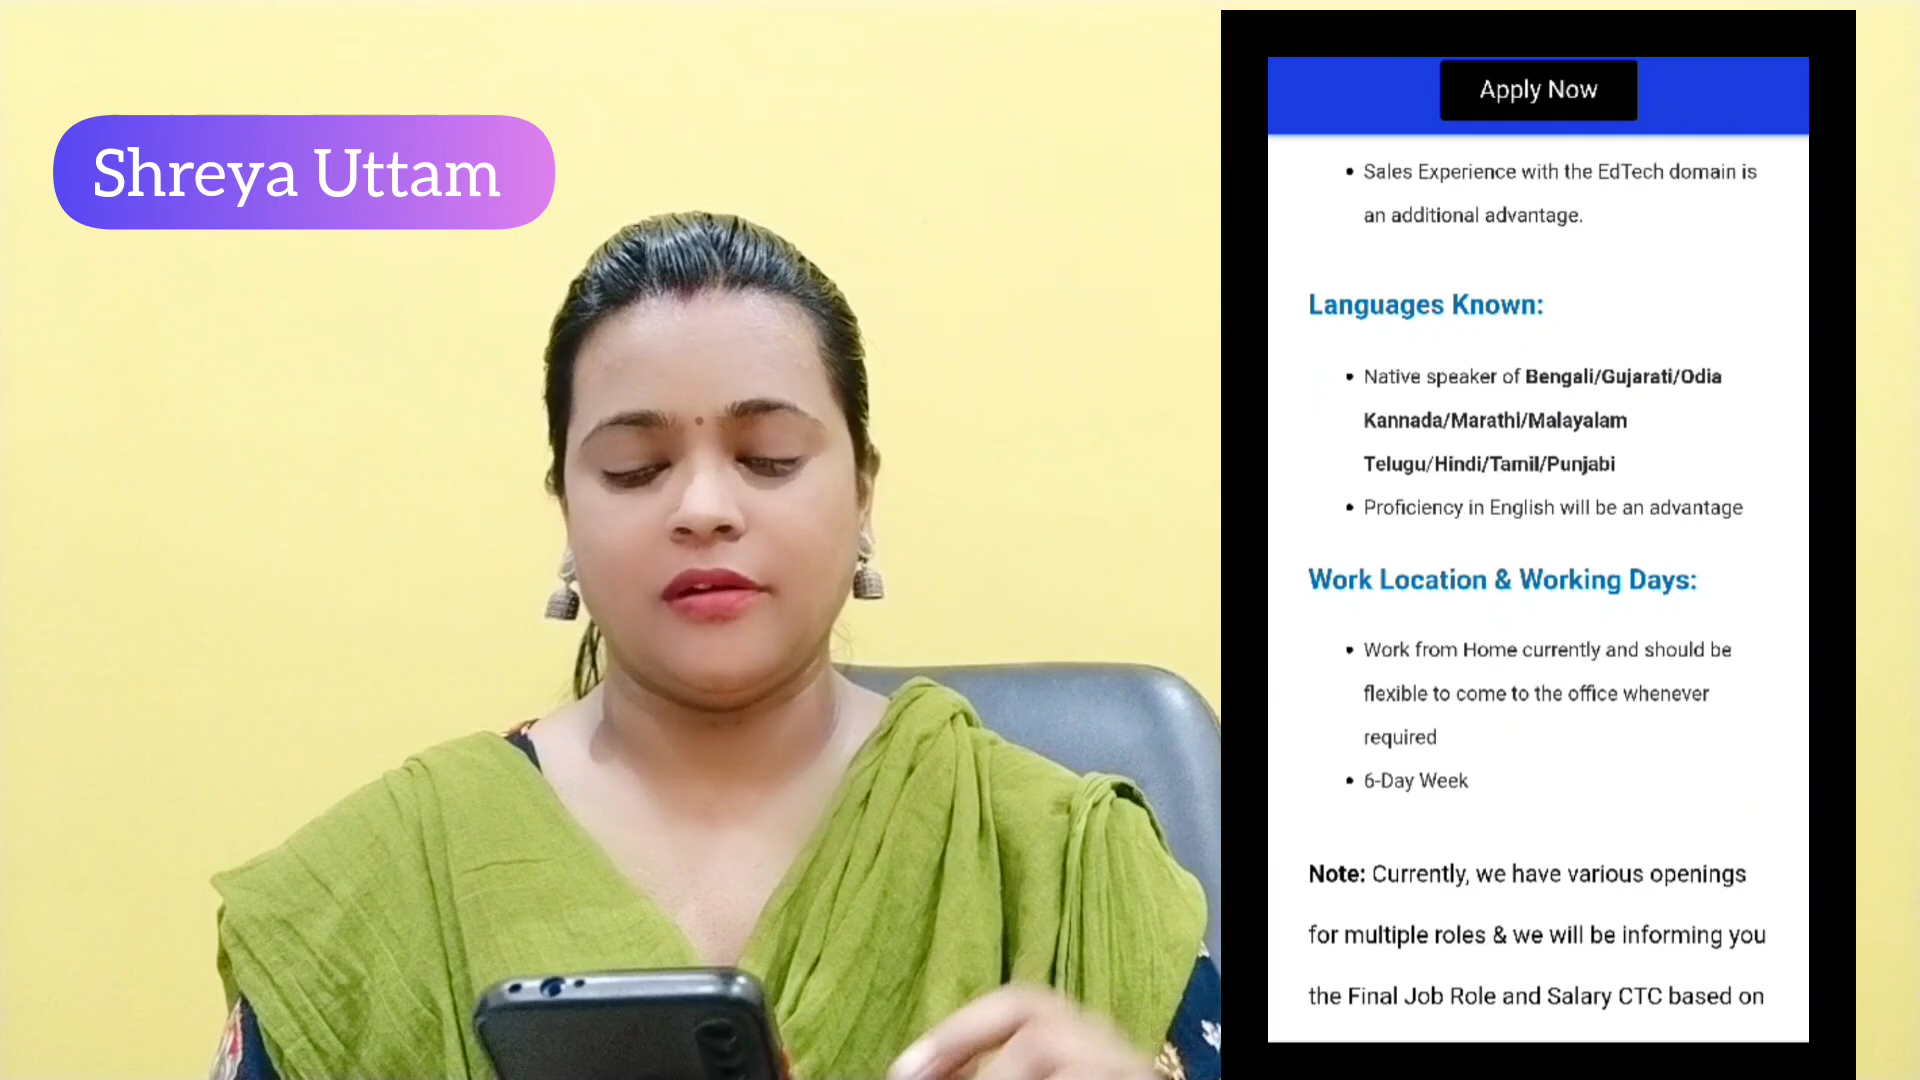 Shreya Uttam
Apply Now
• Sales Experience with the EdTech domain is
an additional advantage.
Languages Known:
• Native speaker of Bengali/Gujarati/Odia
Kannada/Marathi/Malayalam
Telugu/Hindi/Tamil/Punjabi
• Proficiency in English will be an advantage
Work Location & Working Days:
• Work from Home currently and should be
flexible to come to the office whenever
required
• 6-Day Week
Note: Currently, we have various openings
for multiple roles & we will be informing you
the Final Job Role and Salary CTC based on